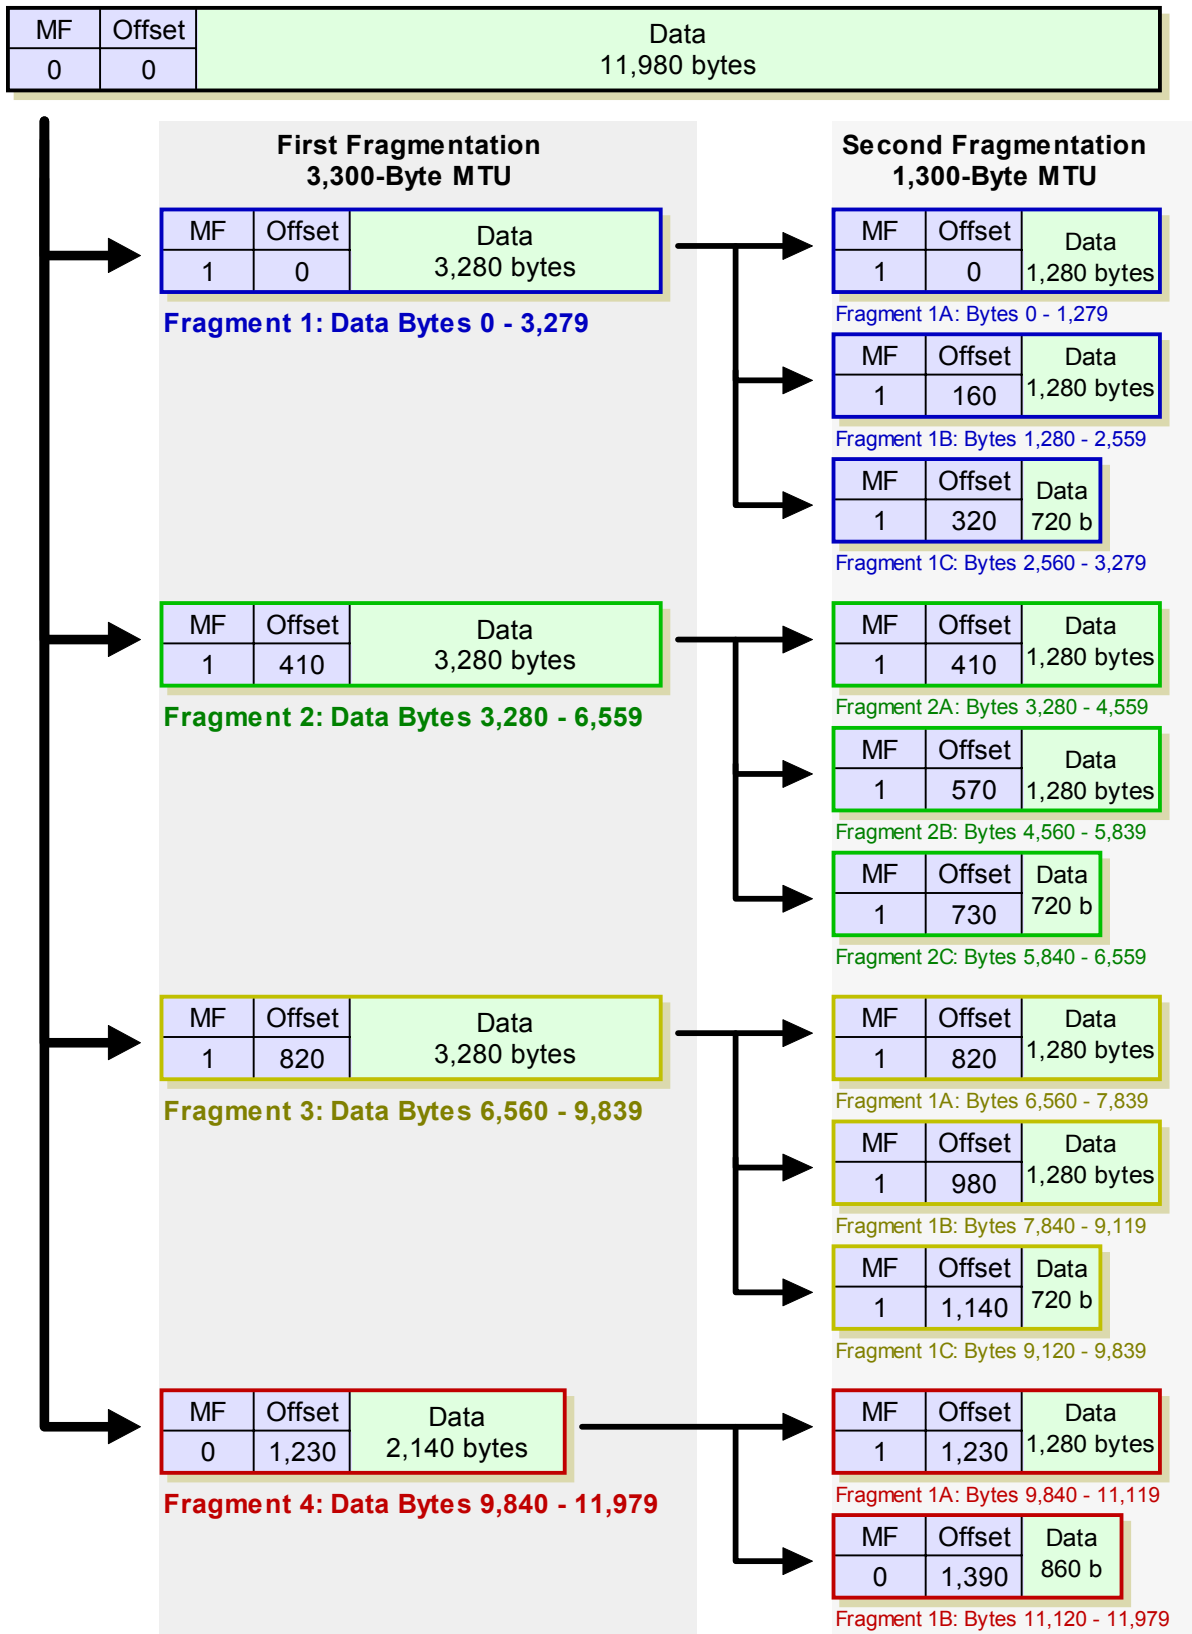 MF Offset Data
0 0 11,980 bytes
First Fragmentation
3,300-Byte MTU
MF Offset Data
1 0 3,280 bytes
Fragment 1: Data Bytes 0 - 3,279
MF Offset Data
1 410 3,280 bytes
Fragment 2: Data Bytes 3,280 - 6,559
MF Offset Data
1 820 3,280 bytes
Fragment 3: Data Bytes 6,560 - 9,839
MF Offset Data
0 1,230 2,140 bytes
Fragment 4: Data Bytes 9,840 - 11,979
Second Fragmentation
1,300-Byte MTU
MF Offset Data
1 0 1,280 bytes
Fragment 1A: Bytes 0 - 1,279
MF Offset Data
1 160 1,280 bytes
Fragment 1B: Bytes 1,280 - 2,559
MF Offset Data
1 320 720 b
Fragment 1C: Bytes 2,560 - 3,279
MF Offset Data
1 410 1,280 bytes
Fragment 2A: Bytes 3,280 - 4,559
MF Offset Data
1 570 1,280 bytes
Fragment 2B: Bytes 4,560 - 5,839
MF Offset Data
1 730 720 b
Fragment 2C: Bytes 5,840 - 6,559
MF Offset Data
1 820 1,280 bytes
Fragment 1A: Bytes 6,560 - 7,839
MF Offset Data
1 980 1,280 bytes
Fragment 1B: Bytes 7,840 - 9,119
MF Offset Data
1 1,140 720 b
Fragment 1C: Bytes 9,120 - 9,839
MF Offset Data
1 1,230 1,280 bytes
Fragment 1A: Bytes 9,840 - 11,119
MF Offset Data
0 1,390 860 b
Fragment 1B: Bytes 11,120 - 11,979